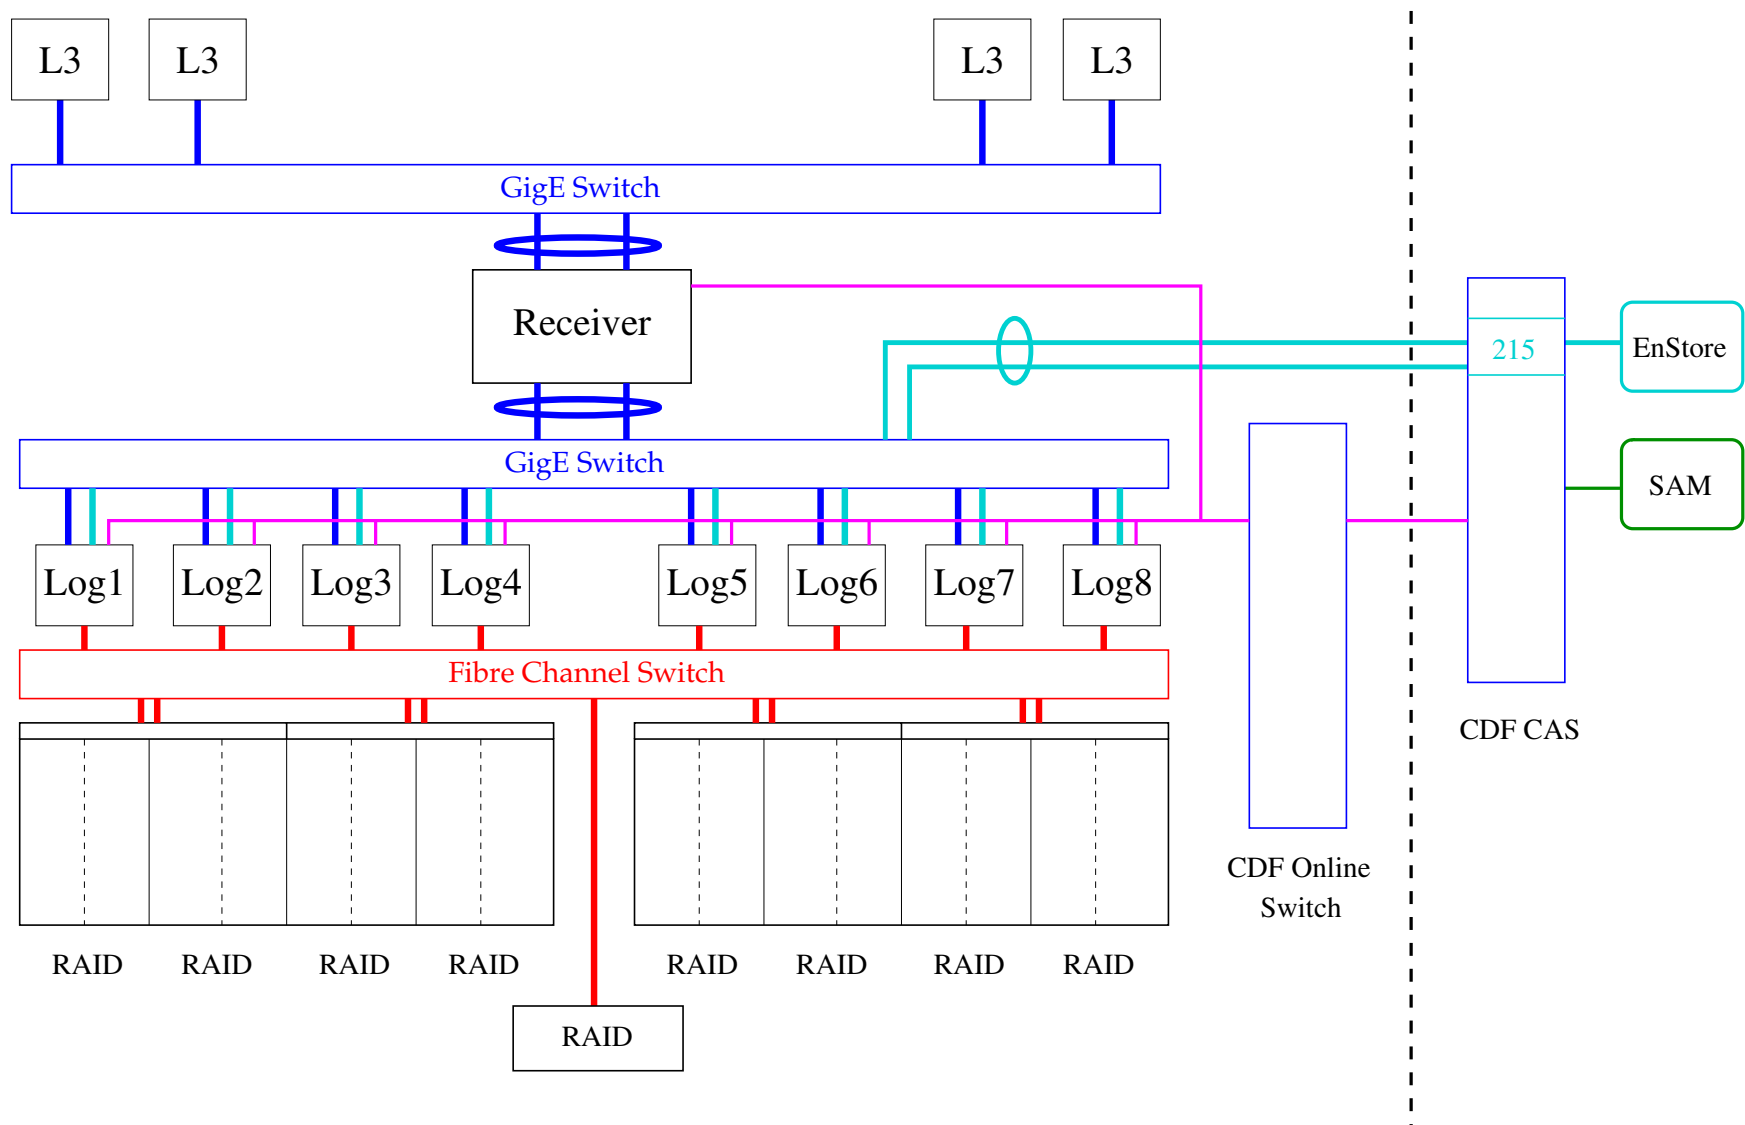 L3
L3
L3
L3
GigE Switch
Receiver
215
EnStore
GigE Switch
SAM
Log1
Log2
Log3
Log4
Log5
Log6
Log7
Log8
Fibre Channel Switch
CDF CAS
CDF Online
Switch
RAID
RAID
RAID
RAID
RAID
RAID
RAID
RAID
RAID